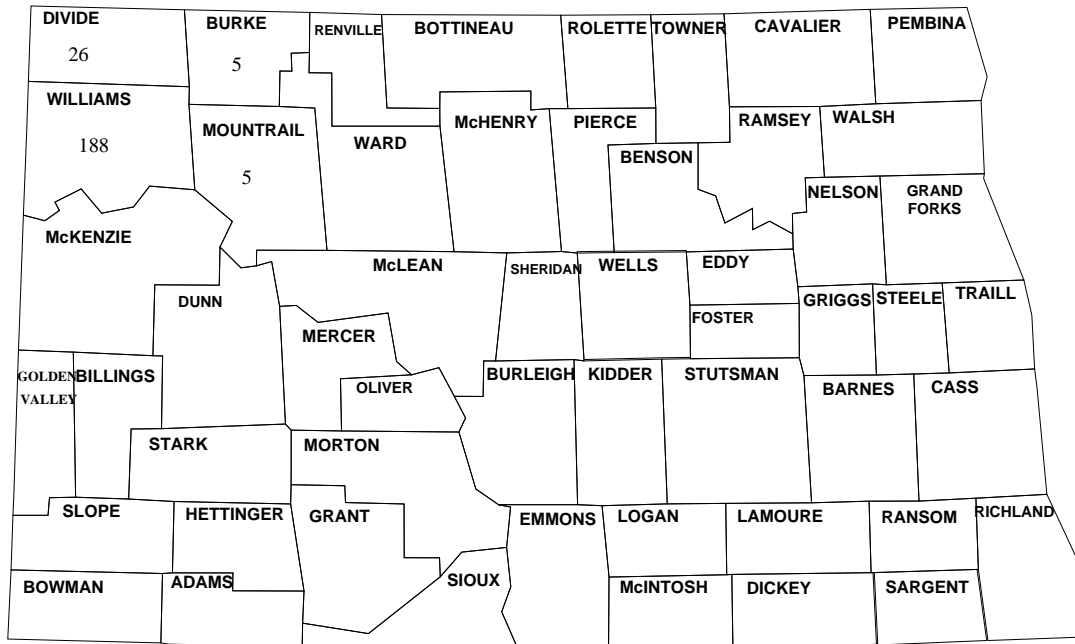 DIVIDE
26
BURKE
5
RENVILLE
BOTTINEAU
ROLETTE
TOWNER
CAVALIER
PEMBINA
WILLIAMS
188
MOUNTRAIL
5
WARD
McHENRY
PIERCE
BENSON
RAMSEY
WALSH
NELSON
GRAND
FORKS
McKENZIE
DUNN
McLEAN
SHERIDAN
WELLS
EDDY
FOSTER
GRIGGS
STEELE
TRAILL
MERCER
OLIVER
GOLDEN
VALLEY
BILLINGS
BURLEIGH
KIDDER
STUTSMAN
BARNES
CASS
STARK
MORTON
SLOPE
HETTINGER
GRANT
EMMONS
LOGAN
LAMOURE
RANSOM
RICHLAND
BOWMAN
ADAMS
SIOUX
McINTOSH
DICKEY
SARGENT